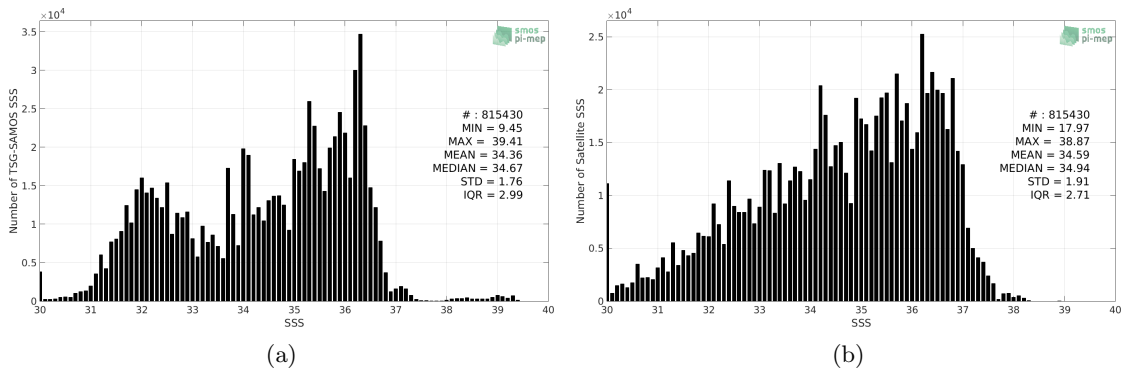 ×10⁴
smos
pi-mep
Number of TSG-SAMOS SSS
3.5
3
2.5
2
1.5
1
0.5
0
# : 815430
MIN = 9.45
MAX = 39.41
MEAN = 34.36
MEDIAN = 34.67
STD = 1.76
IQR = 2.99
30 31 32 33 34 35 36 37 38 39 40
SSS
(a)
×10⁴
smos
pi-mep
Number of Satellite SSS
2.5
2
1.5
1
0.5
0
# : 815430
MIN = 17.97
MAX = 38.87
MEAN = 34.59
MEDIAN = 34.94
STD = 1.91
IQR = 2.71
30 31 32 33 34 35 36 37 38 39 40
SSS
(b)